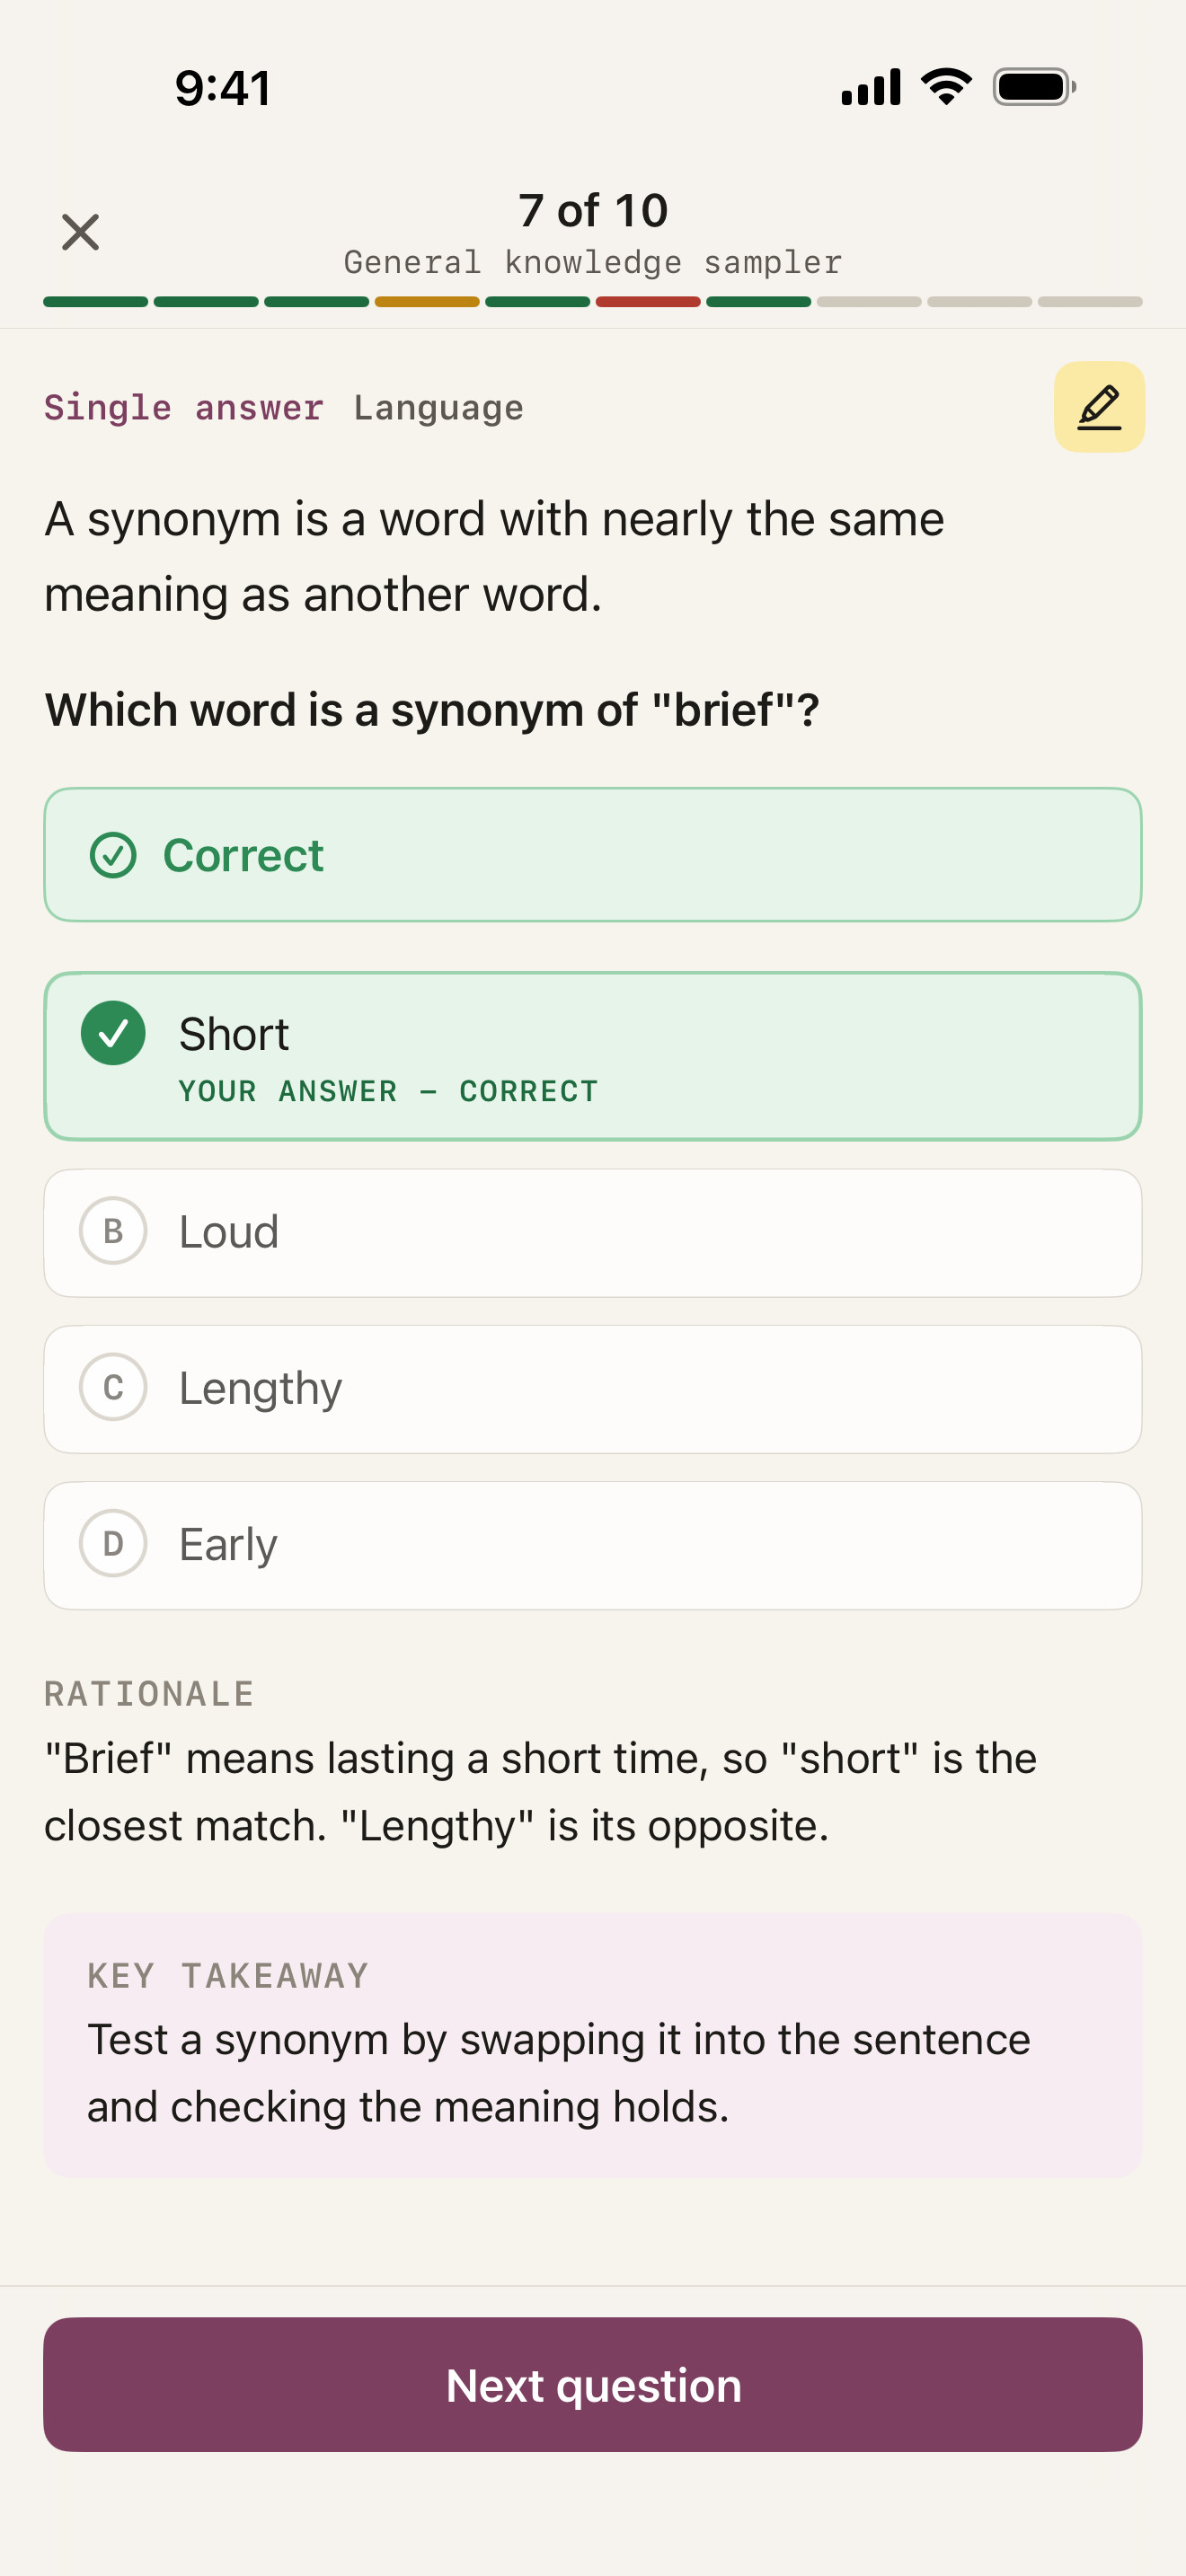 9:41
7 of 10
General knowledge sampler
Single answer Language
A synonym is a word with nearly the same
meaning as another word.
Which word is a synonym of "brief"?
Correct
Short
YOUR ANSWER – CORRECT
B Loud
C Lengthy
D Early
RATIONALE
"Brief" means lasting a short time, so "short" is the
closest match. "Lengthy" is its opposite.
KEY TAKEAWAY
Test a synonym by swapping it into the sentence
and checking the meaning holds.
Next question